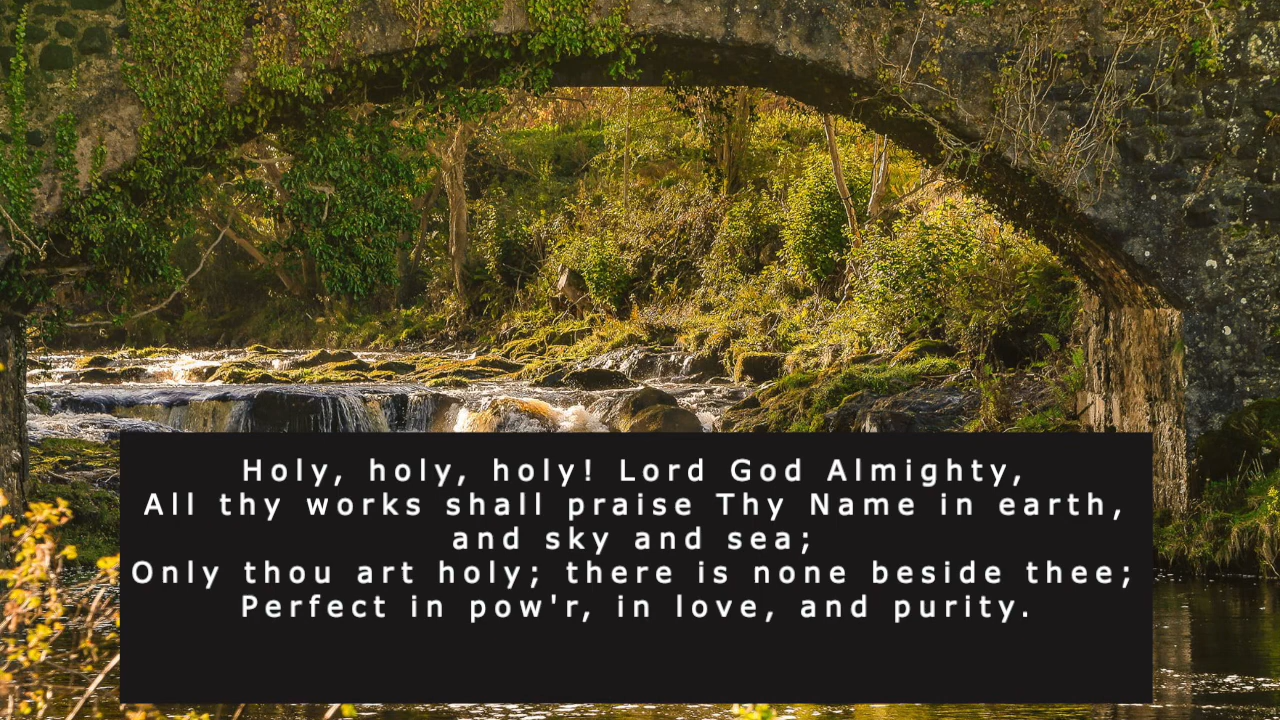 Holy, holy, holy! Lord God Almighty,
All thy works shall praise Thy Name in earth,
and sky and sea;
Only thou art holy; there is none beside thee;
Perfect in pow'r, in love, and purity.